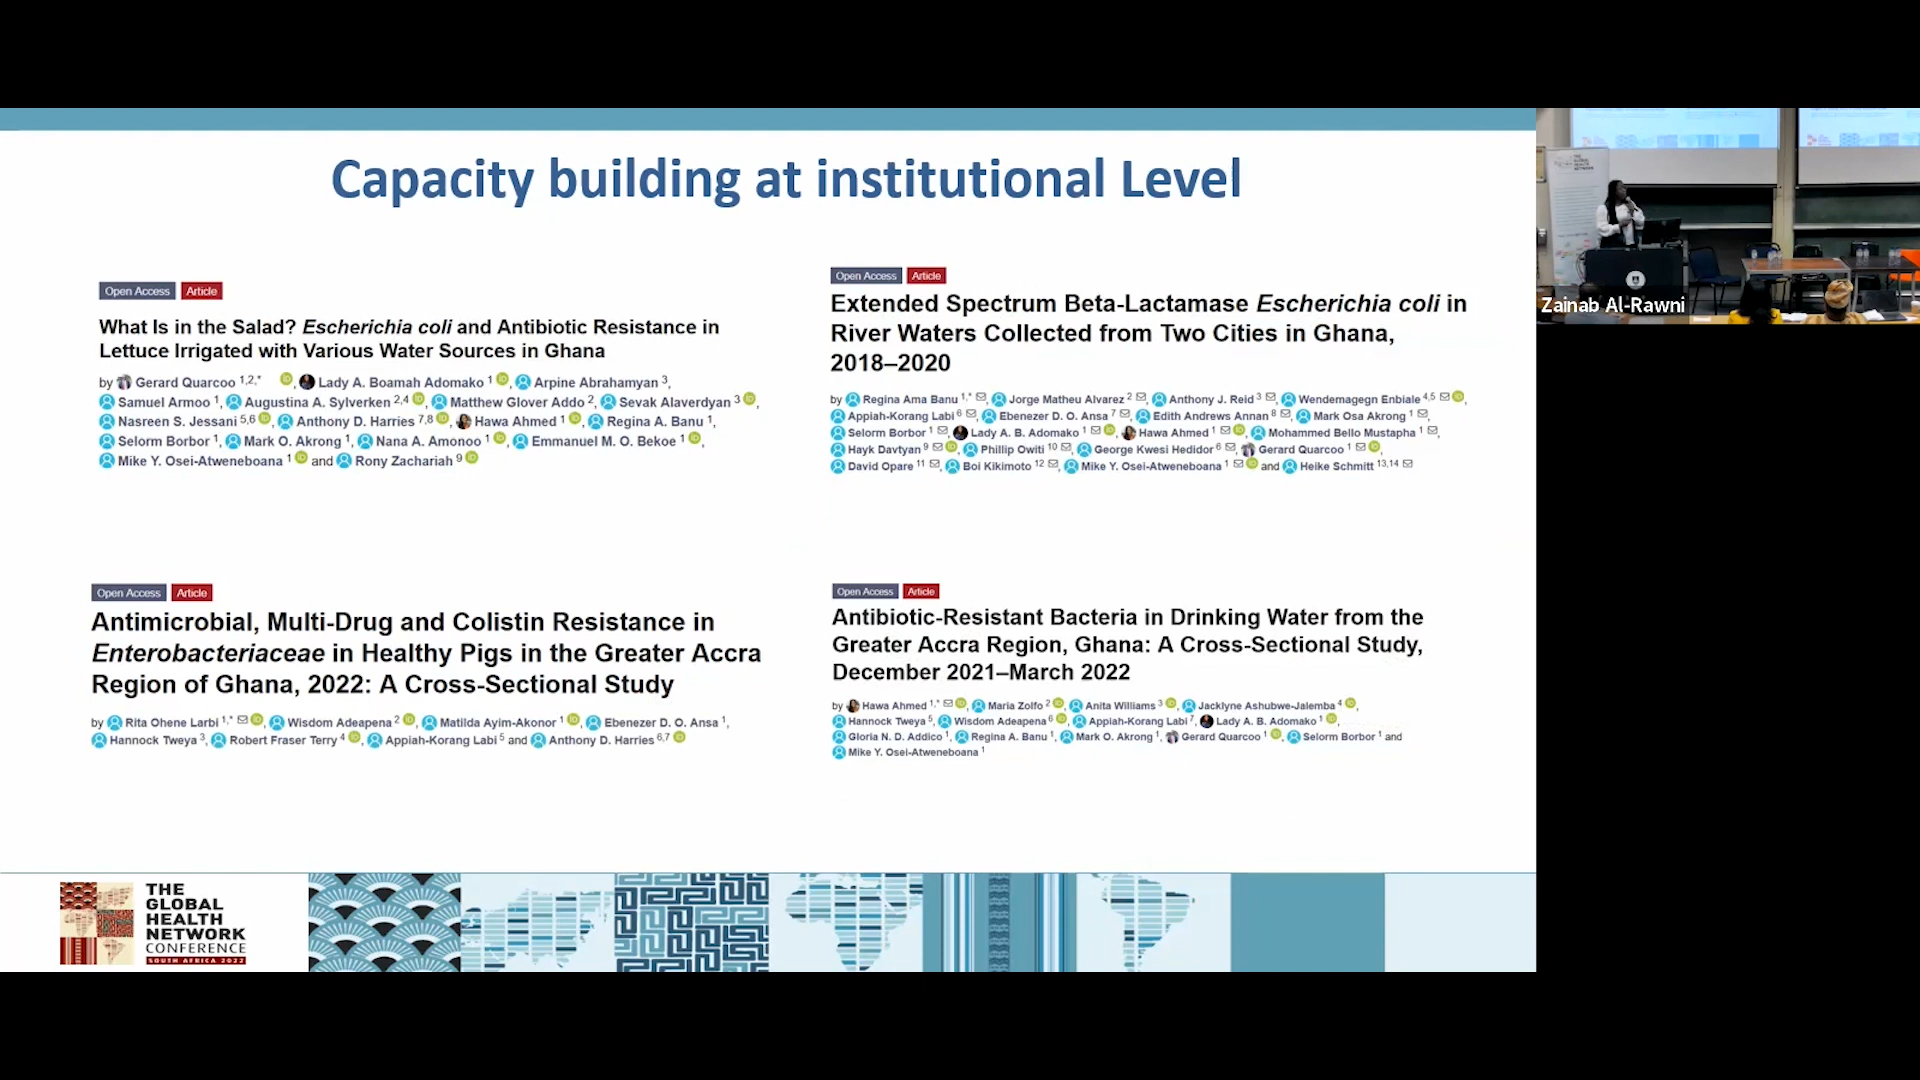 Capacity building at institutional Level
Open Access Article
What Is in the Salad? Escherichia coli and Antibiotic Resistance in
Lettuce Irrigated with Various Water Sources in Ghana
by Gerard Quarcoo 1,2,* , Lady A. Boamah Adomako 1 , Arpine Abrahamyan 3,
Samuel Armoo 1, Augustina A. Sylverken 2,4 , Matthew Glover Addo 2, Sevak Alaverdyan 3 ,
Nasreen S. Jessani 5,6 , Anthony D. Harries 7,8 , Hawa Ahmed 1 , Regina A. Banu 1,
Selorm Borbor 1, Mark O. Akrong 1, Nana A. Amonoo 1 , Emmanuel M. O. Bekoe 1 ,
Mike Y. Osei-Atweneboana 1 and Rony Zachariah 9
Open Access Article
Extended Spectrum Beta-Lactamase Escherichia coli in
River Waters Collected from Two Cities in Ghana,
2018–2020
by Regina Ama Banu 1,* , Jorge Matheu Alvarez 2 , Anthony J. Reid 3 , Wendemagegn Enbiale 4,5 ,
Appiah-Korang Labi 6 , Ebenezer D. O. Ansa 7 , Edith Andrews Annan 8 , Mark Osa Akrong 1 ,
Selorm Borbor 1 , Lady A. B. Adomako 1 , Hawa Ahmed 1 , Mohammed Bello Mustapha 1 ,
Hayk Davtyan 9 , Phillip Owiti 10 , George Kwesi Hedidor 6 , Gerard Quarcoo 1 ,
David Opare 11 , Boi Kikimoto 12 , Mike Y. Osei-Atweneboana 1 and Heike Schmitt 13,14
Open Access Article
Antimicrobial, Multi-Drug and Colistin Resistance in
Enterobacteriaceae in Healthy Pigs in the Greater Accra
Region of Ghana, 2022: A Cross-Sectional Study
by Rita Ohene Larbi 1,* , Wisdom Adeapena 2 , Matilda Ayim-Akonor 1 , Ebenezer D. O. Ansa 1,
Hannock Tweya 3, Robert Fraser Terry 4 , Appiah-Korang Labi 5 and Anthony D. Harries 6,7
Open Access Article
Antibiotic-Resistant Bacteria in Drinking Water from the
Greater Accra Region, Ghana: A Cross-Sectional Study,
December 2021–March 2022
by Hawa Ahmed 1,* , Maria Zolfo 2 , Anita Williams 3 , Jacklyne Ashubwe-Jalemba 4 ,
Hannock Tweya 5, Wisdom Adeapena 6 , Appiah-Korang Labi 7, Lady A. B. Adomako 1 ,
Gloria N. D. Addico 1, Regina A. Banu 1, Mark O. Akrong 1, Gerard Quarcoo 1 , Selorm Borbor 1 and
Mike Y. Osei-Atweneboana 1
THE
GLOBAL
HEALTH
NETWORK
CONFERENCE
SOUTH AFRICA 2022
THE
GLOBAL
HEALTH
NETWORK
Zainab Al-Rawni